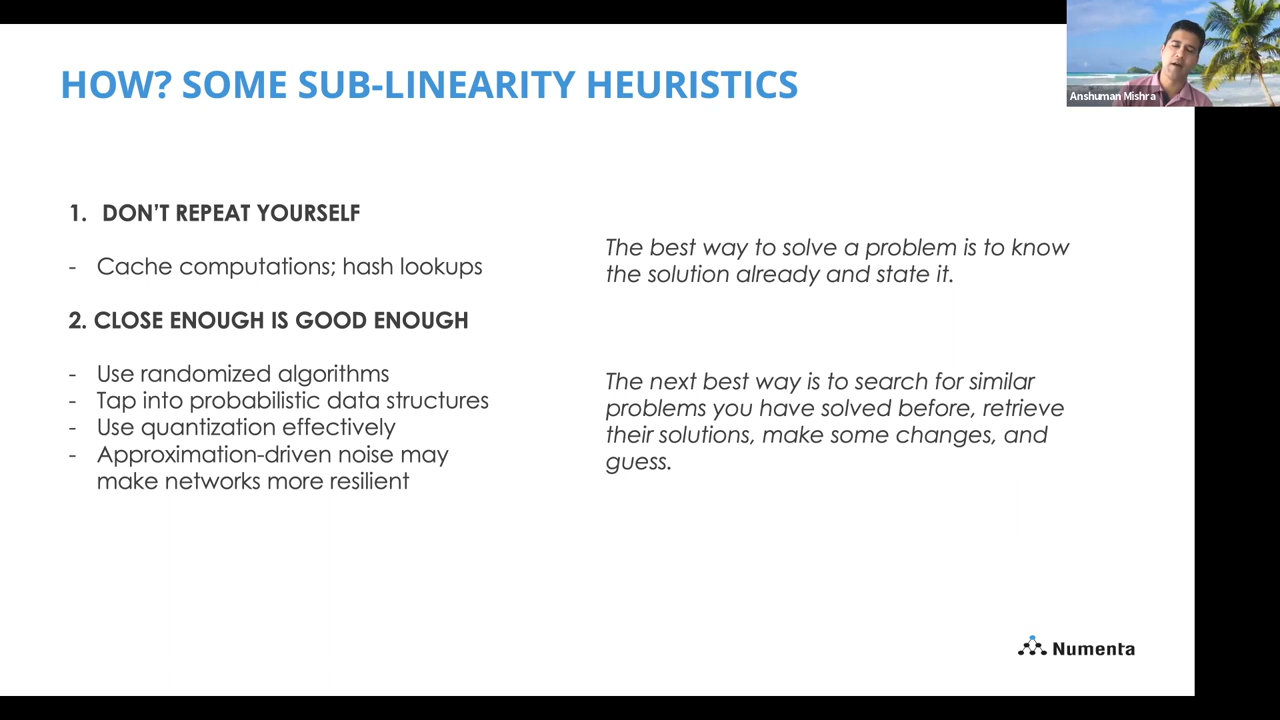 HOW? SOME SUB-LINEARITY HEURISTICS
Anshuman Mishra
1. DON'T REPEAT YOURSELF
- Cache computations; hash lookups
2. CLOSE ENOUGH IS GOOD ENOUGH
- Use randomized algorithms
- Tap into probabilistic data structures
- Use quantization effectively
- Approximation-driven noise may
make networks more resilient
The best way to solve a problem is to know
the solution already and state it.
The next best way is to search for similar
problems you have solved before, retrieve
their solutions, make some changes, and
guess.
Numenta